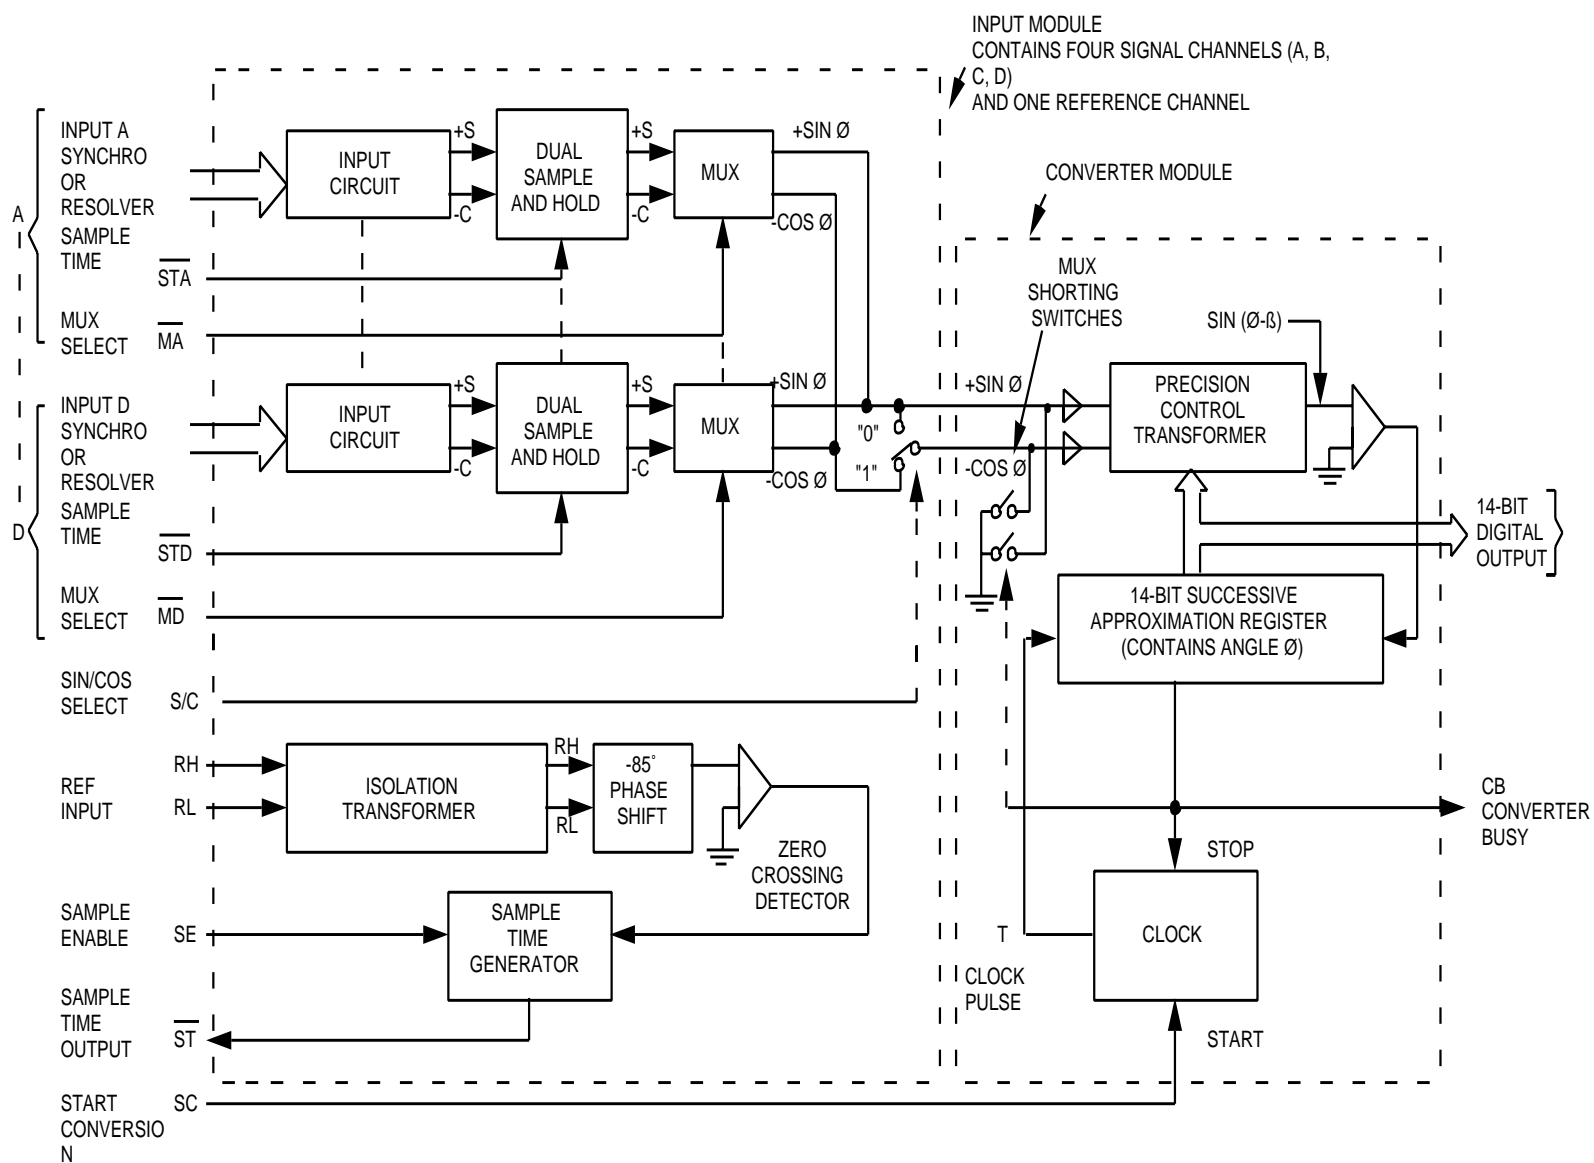 INPUT MODULE
CONTAINS FOUR SIGNAL CHANNELS (A, B,
C, D)
AND ONE REFERENCE CHANNEL
CONVERTER MODULE
A
INPUT A
SYNCHRO
OR
RESOLVER
SAMPLE
TIME
STA
MUX
SELECT
MA
INPUT
CIRCUIT
+S
-C
DUAL
SAMPLE
AND HOLD
+S
-C
MUX
+SIN Ø
-COS Ø
D
INPUT D
SYNCHRO
OR
RESOLVER
SAMPLE
TIME
STD
MUX
SELECT
MD
INPUT
CIRCUIT
+S
-C
DUAL
SAMPLE
AND HOLD
+S
-C
MUX
+SIN Ø
-COS Ø
"0"
"1"
MUX
SHORTING
SWITCHES
+SIN Ø
-COS Ø
SIN (Ø-ß)
PRECISION
CONTROL
TRANSFORMER
14-BIT
DIGITAL
OUTPUT
14-BIT SUCCESSIVE
APPROXIMATION REGISTER
(CONTAINS ANGLE Ø)
SIN/COS
SELECT
S/C
REF
INPUT
RH
RL
ISOLATION
TRANSFORMER
RH
RL
-85°
PHASE
SHIFT
ZERO
CROSSING
DETECTOR
CB
CONVERTER
BUSY
STOP
CLOCK
T
CLOCK
PULSE
START
SAMPLE
ENABLE
SE
SAMPLE
TIME
GENERATOR
SAMPLE
TIME
OUTPUT
ST
START
CONVERSIO
N
SC